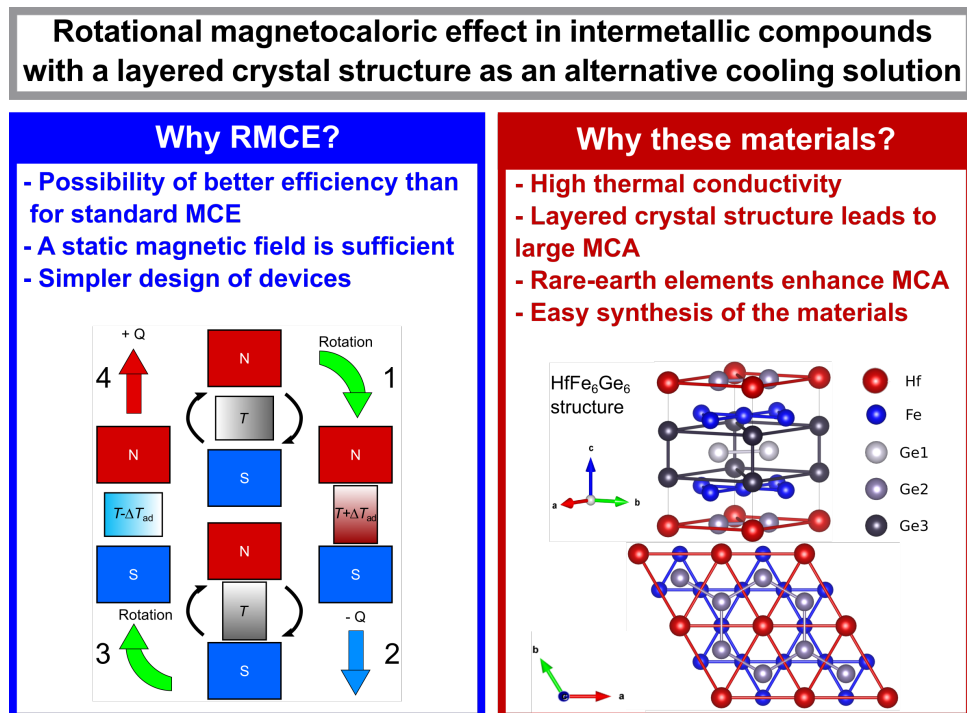 Rotational magnetocaloric effect in intermetallic compounds
with a layered crystal structure as an alternative cooling solution
Why RMCE?
- Possibility of better efficiency than
for standard MCE
- A static magnetic field is sufficient
- Simpler design of devices
+ Q
4
N
T
S
Rotation
1
N
T-ΔTad
S
N
T+ΔTad
S
N
T
S
Rotation
3
- Q
2
Why these materials?
- High thermal conductivity
- Layered crystal structure leads to
large MCA
- Rare-earth elements enhance MCA
- Easy synthesis of the materials
HfFe6Ge6
structure
c
a
b
Hf
Fe
Ge1
Ge2
Ge3
b
c
a